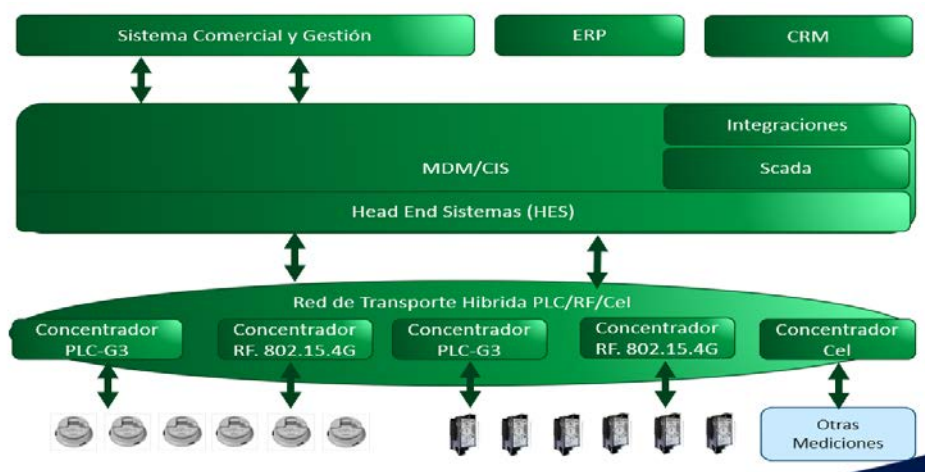 Sistema Comercial y Gestión
ERP
CRM
Integraciones
MDM/CIS
Scada
Head End Sistemas (HES)
Red de Transporte Hibrida PLC/RF/Cel
Concentrador
PLC-G3
Concentrador
RF. 802.15.4G
Concentrador
PLC-G3
Concentrador
RF. 802.15.4G
Concentrador
Cel
Otras
Mediciones